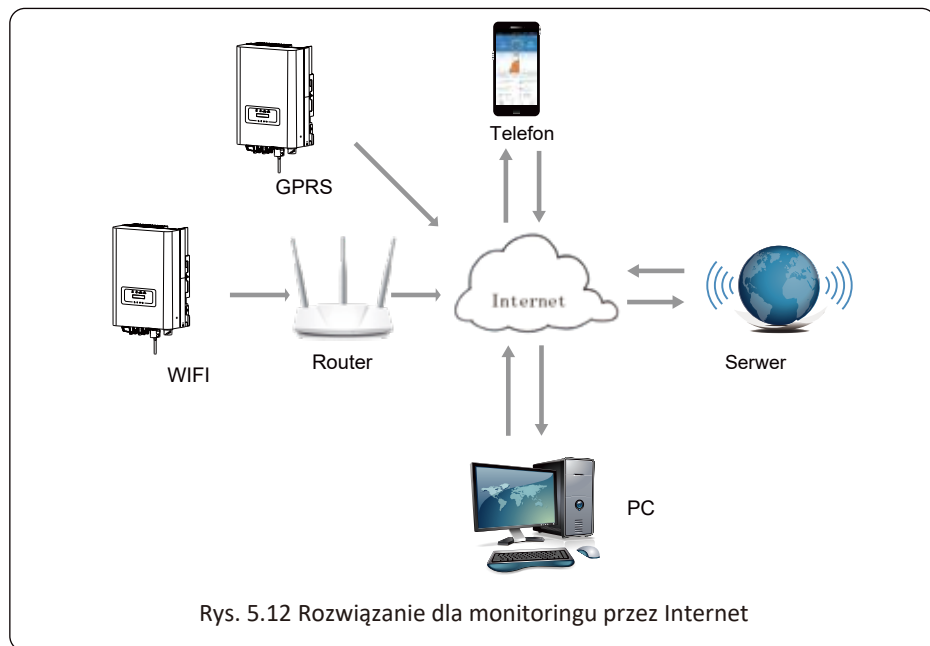 Telefon
GPRS
Internet
WIFI
Router
Serwer
PC
Rys. 5.12 Rozwiązanie dla monitoringu przez Internet